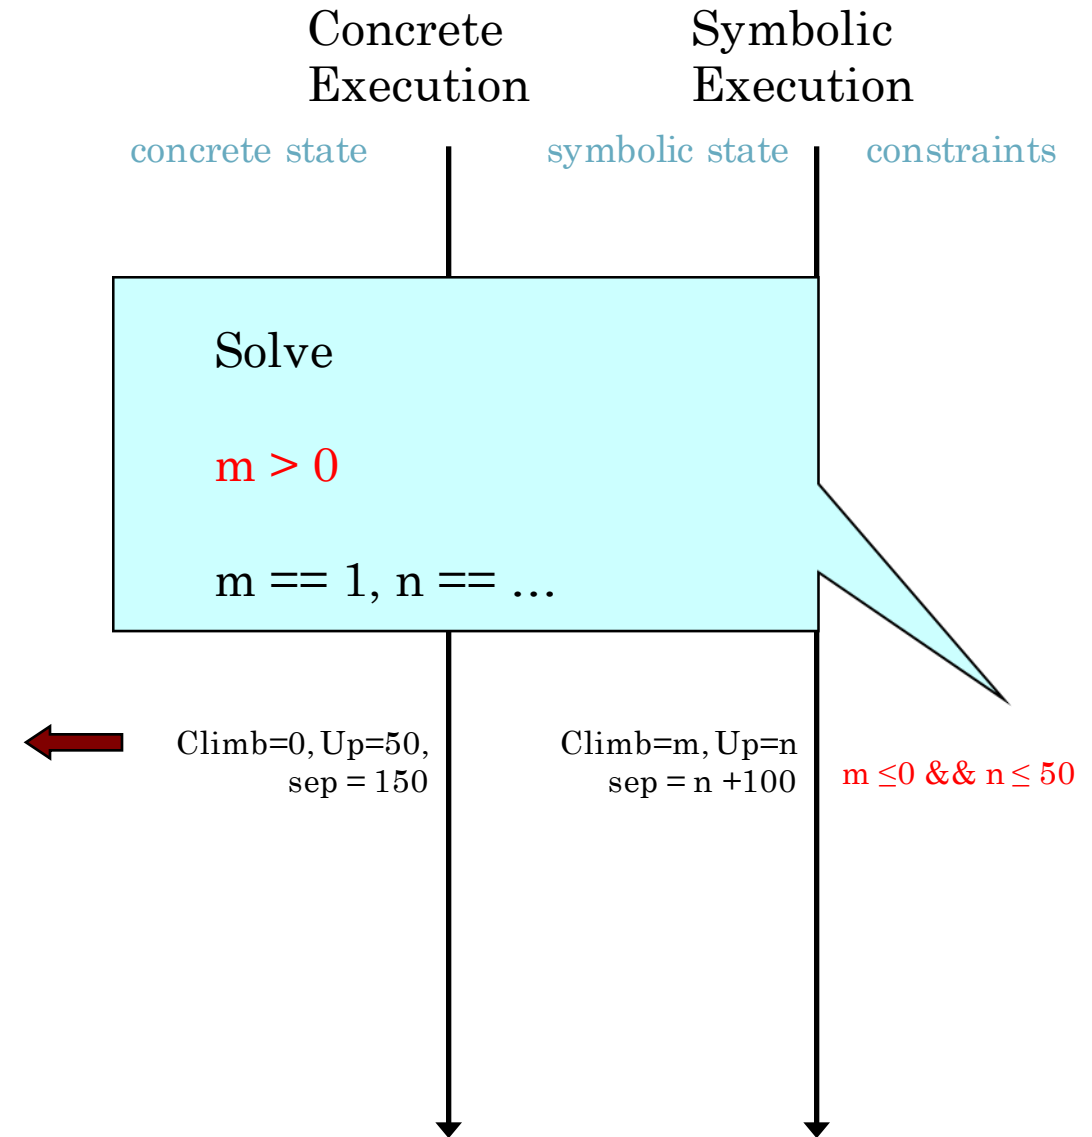 Concrete
Execution
Symbolic
Execution
concrete state
symbolic state
constraints
Solve
m > 0
m == 1, n == …
Climb=0, Up=50,
sep = 150
Climb=m, Up=n
sep = n +100
m ≤0 && n ≤ 50